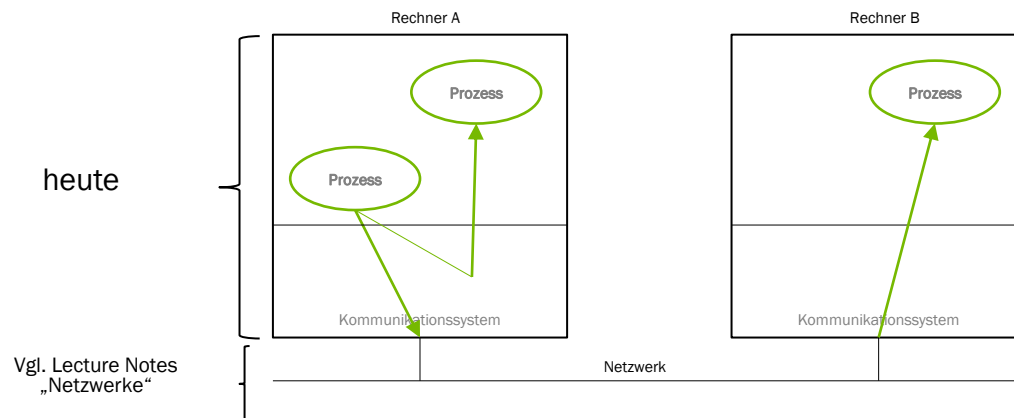 Rechner A
Rechner B
Prozess
Prozess
heute
Prozess
Kommunikationssystem
Kommunikationssystem
Vgl. Lecture Notes
„Netzwerke“
Netzwerk